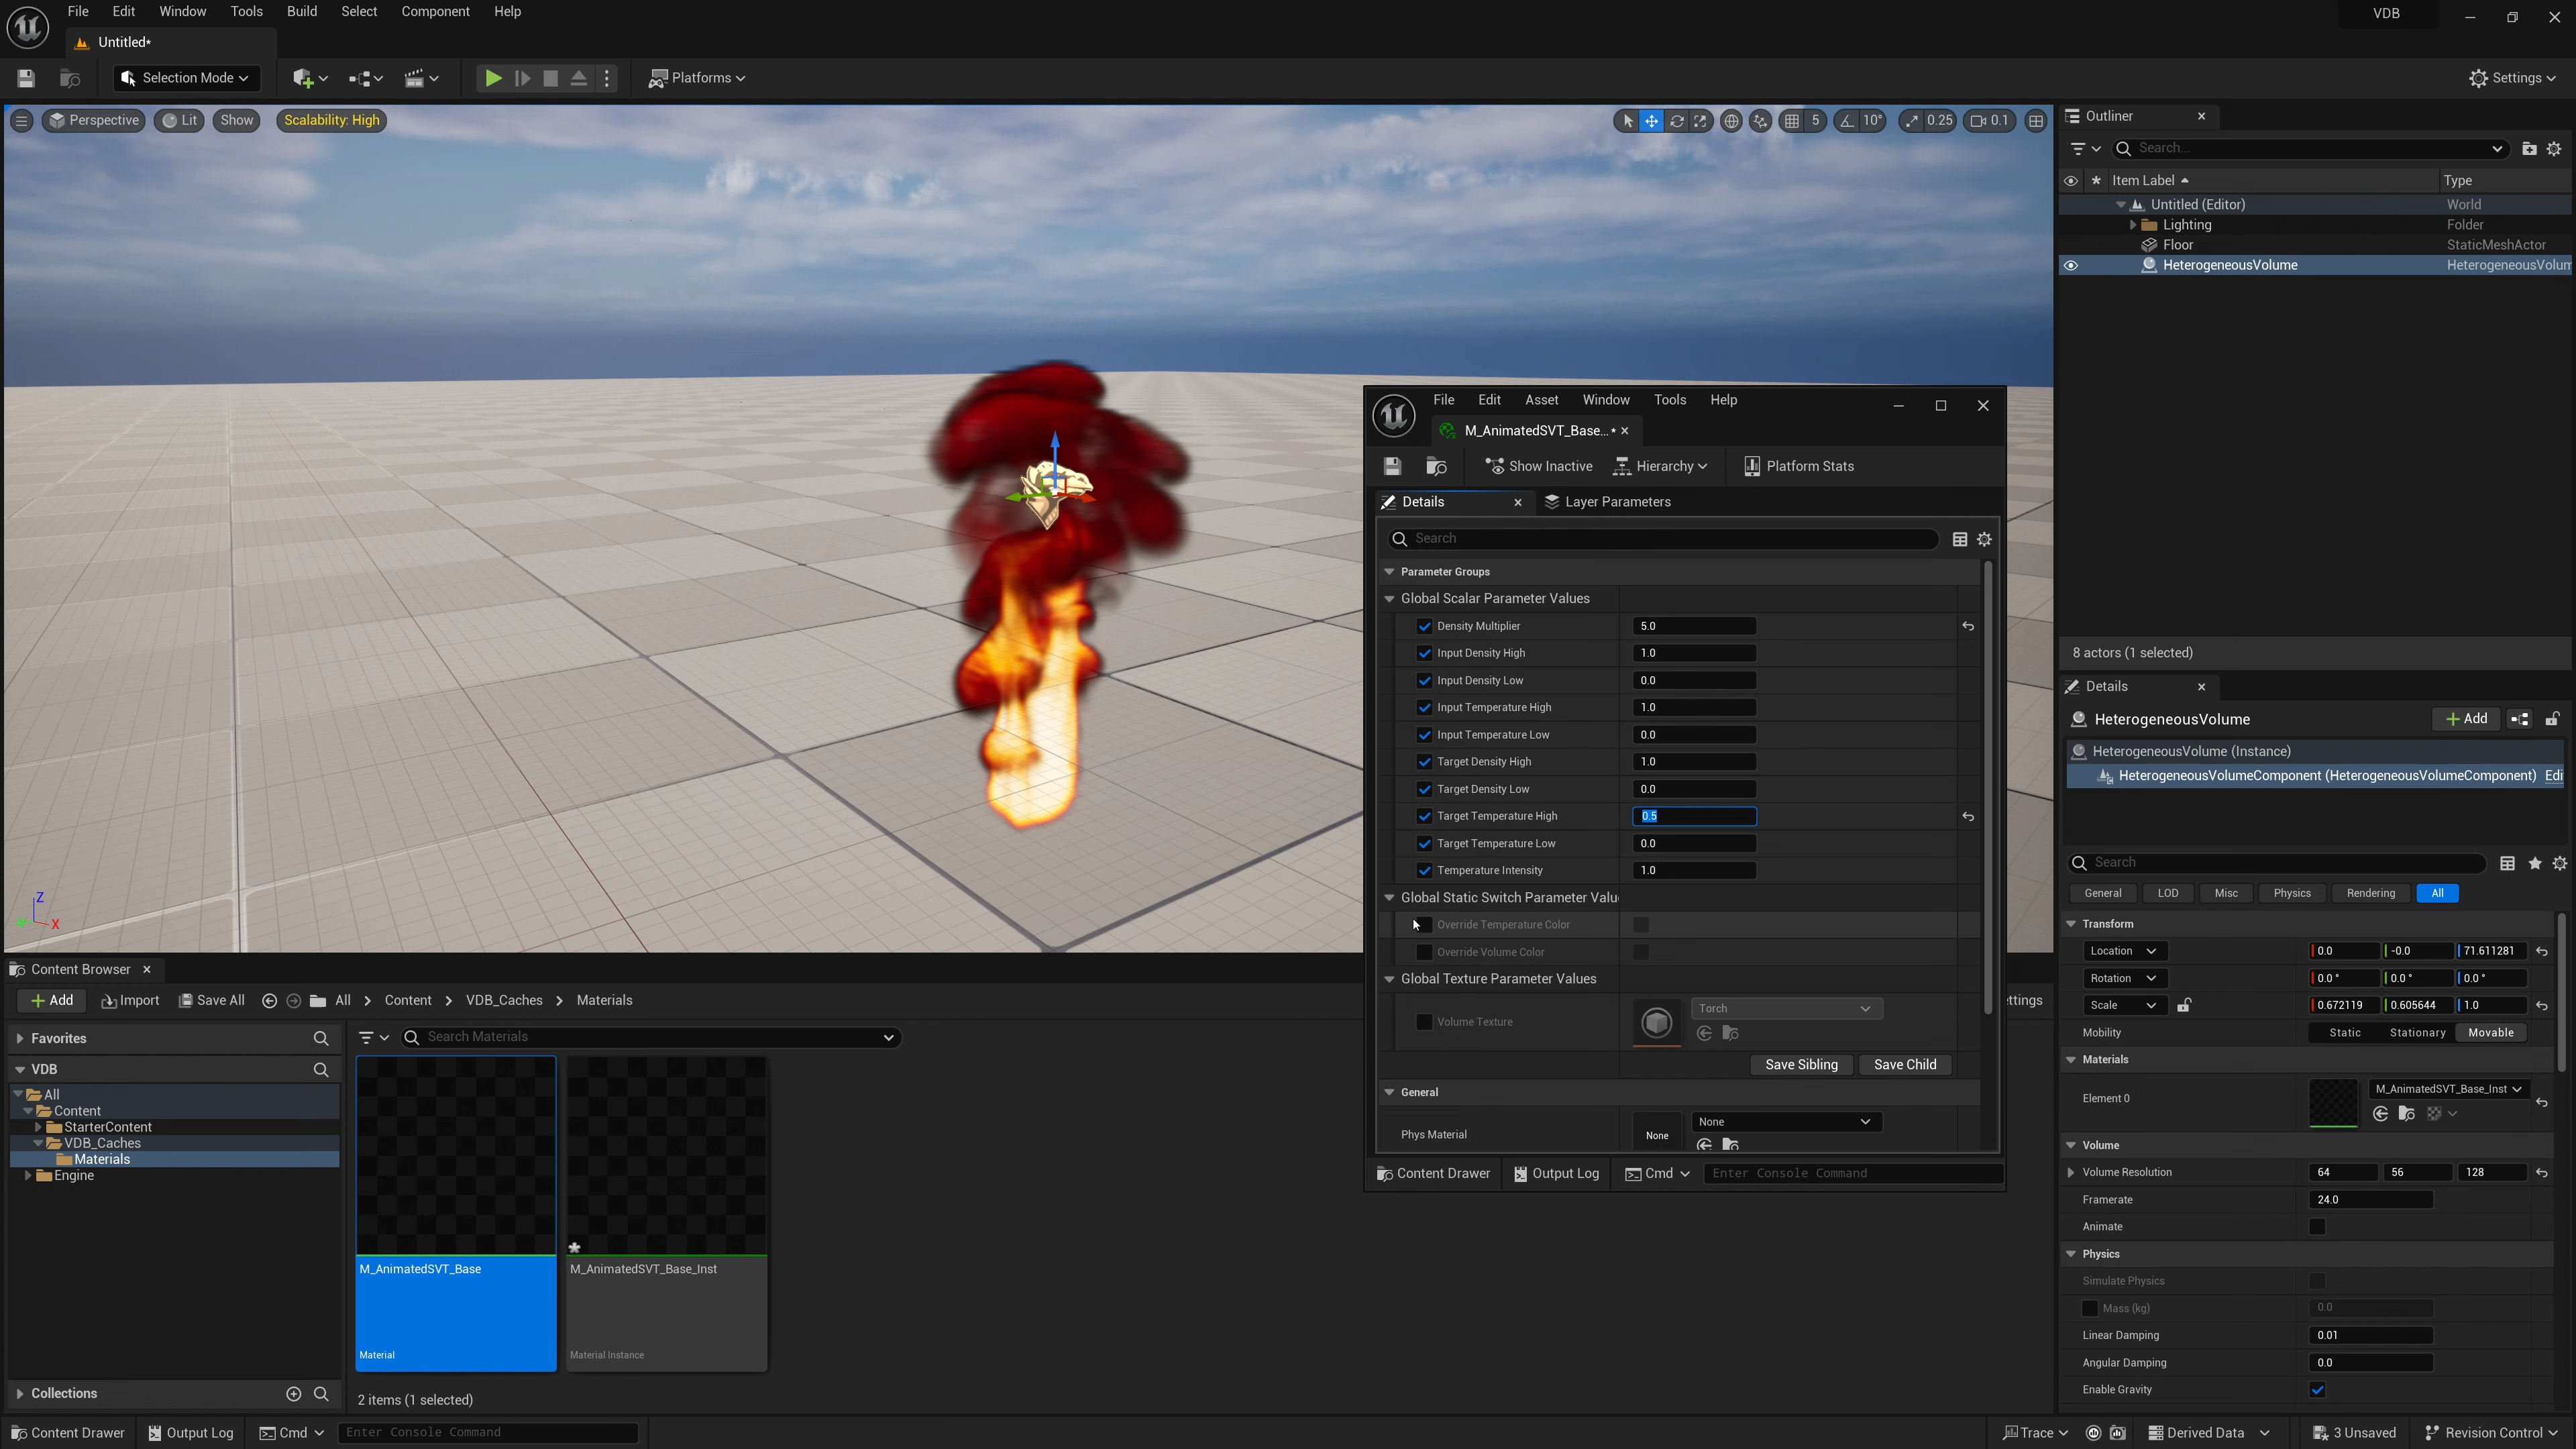 File Edit Window Tools Build Select Component Help
VDB
Untitled*
Selection Mode
Platforms
Settings
Perspective Lit Show Scalability: High
5 10° 0.25 0.1
Outliner
Search...
Item Label Type
Untitled (Editor) World
Lighting Folder
Floor StaticMeshActor
HeterogeneousVolume HeterogeneousVolum
8 actors (1 selected)
File Edit Asset Window Tools Help
M_AnimatedSVT_Base... *
Show Inactive Hierarchy Platform Stats
Details Layer Parameters
Search
Parameter Groups
Global Scalar Parameter Values
Density Multiplier 5.0
Input Density High 1.0
Input Density Low 0.0
Input Temperature High 1.0
Input Temperature Low 0.0
Target Density High 1.0
Target Density Low 0.0
Target Temperature High 0.5
Target Temperature Low 0.0
Temperature Intensity 1.0
Global Static Switch Parameter Valu
Override Temperature Color
Override Volume Color
Global Texture Parameter Values
Volume Texture Torch
Save Sibling Save Child
General
Phys Material None None
Content Drawer Output Log Cmd Enter Console Command
Z
X
Details
HeterogeneousVolume Add
HeterogeneousVolume (Instance)
HeterogeneousVolumeComponent (HeterogeneousVolumeComponent) Edi
Search
General LOD Misc Physics Rendering All
Transform
Location 0.0 -0.0 71.611281
Rotation 0.0 ° 0.0 ° 0.0 °
Scale 0.672119 0.605644 1.0
Mobility Static Stationary Movable
Materials
Element 0 M_AnimatedSVT_Base_Inst
Volume
Volume Resolution 64 56 128
Framerate 24.0
Animate
Physics
Simulate Physics
Mass (kg) 0.0
Linear Damping 0.01
Angular Damping 0.0
Enable Gravity
Content Browser
Add Import Save All All Content VDB_Caches Materials
ettings
Favorites
Search Materials
VDB
All
Content
StarterContent
VDB_Caches
Materials
Engine
M_AnimatedSVT_Base
Material
M_AnimatedSVT_Base_Inst
Material Instance
Collections
2 items (1 selected)
Content Drawer Output Log Cmd Enter Console Command
Trace Derived Data 3 Unsaved Revision Control